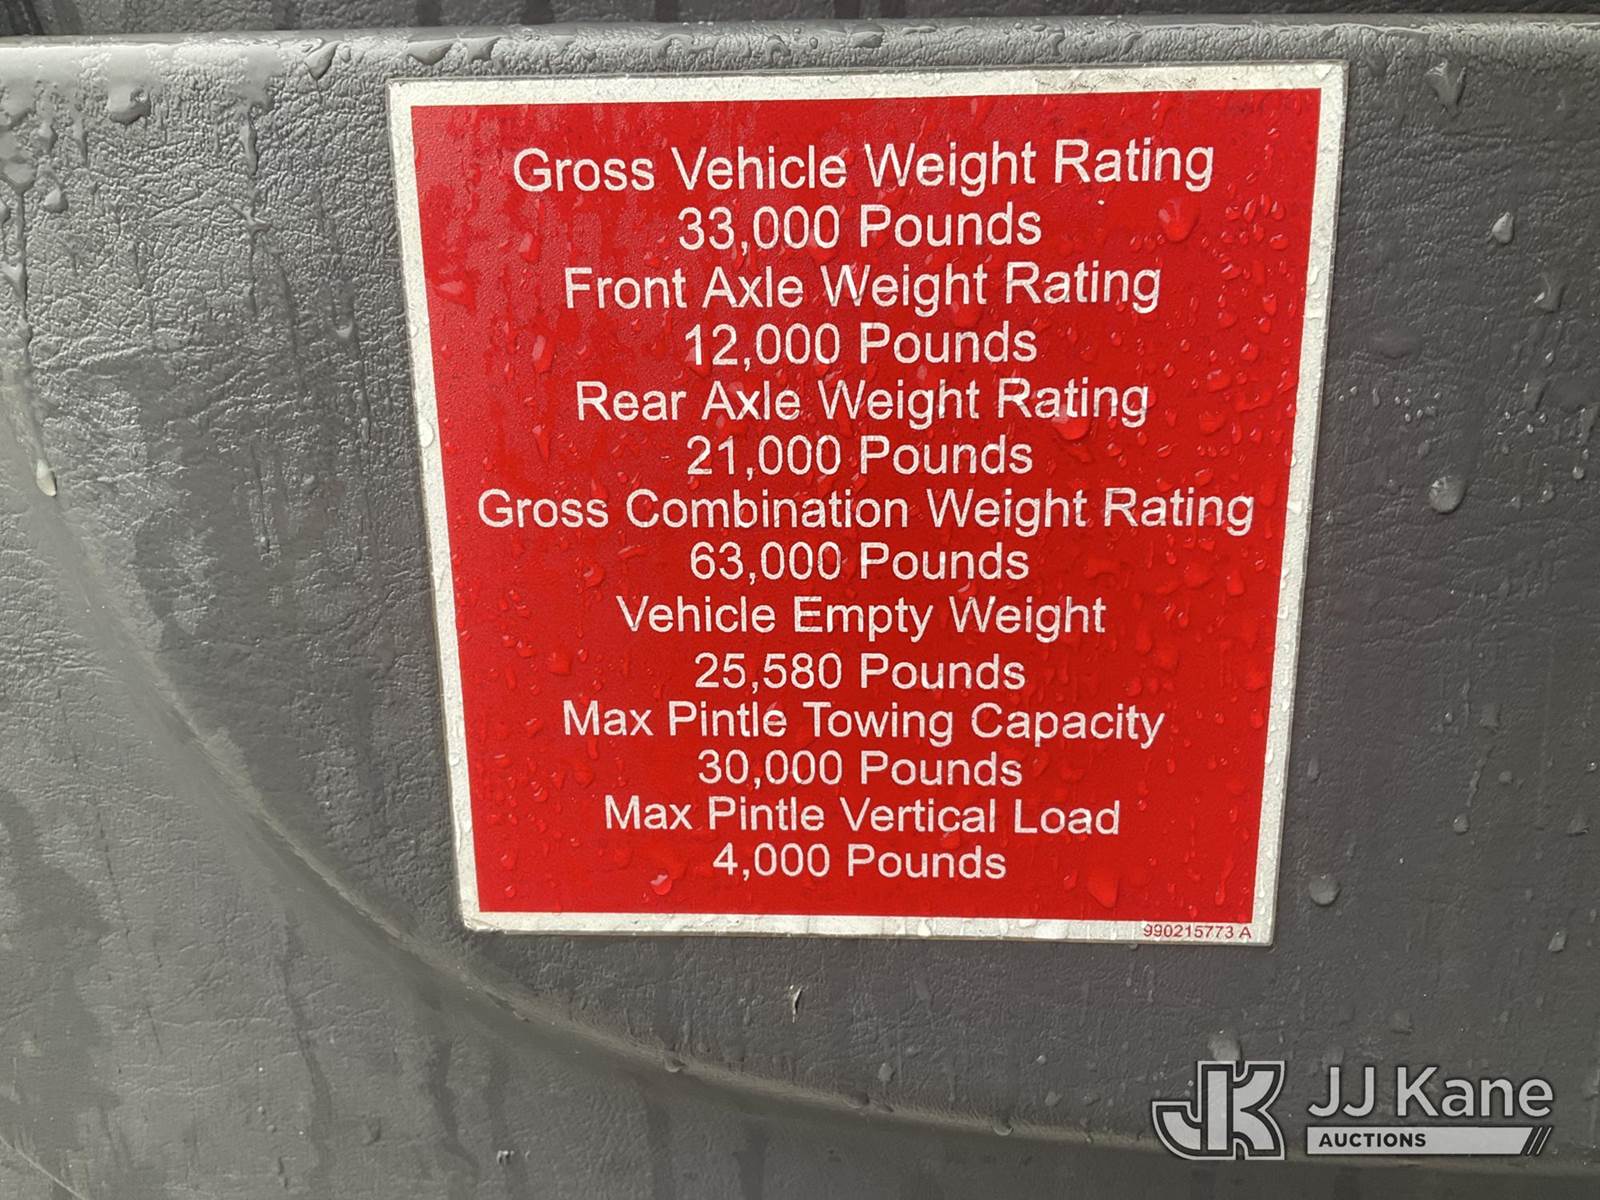 Gross Vehicle Weight Rating
33,000 Pounds
Front Axle Weight Rating
12,000 Pounds
Rear Axle Weight Rating
21,000 Pounds
Gross Combination Weight Rating
63,000 Pounds
Vehicle Empty Weight
25,580 Pounds
Max Pintle Towing Capacity
30,000 Pounds
Max Pintle Vertical Load
4,000 Pounds
990215773 A
JK JJ Kane
AUCTIONS